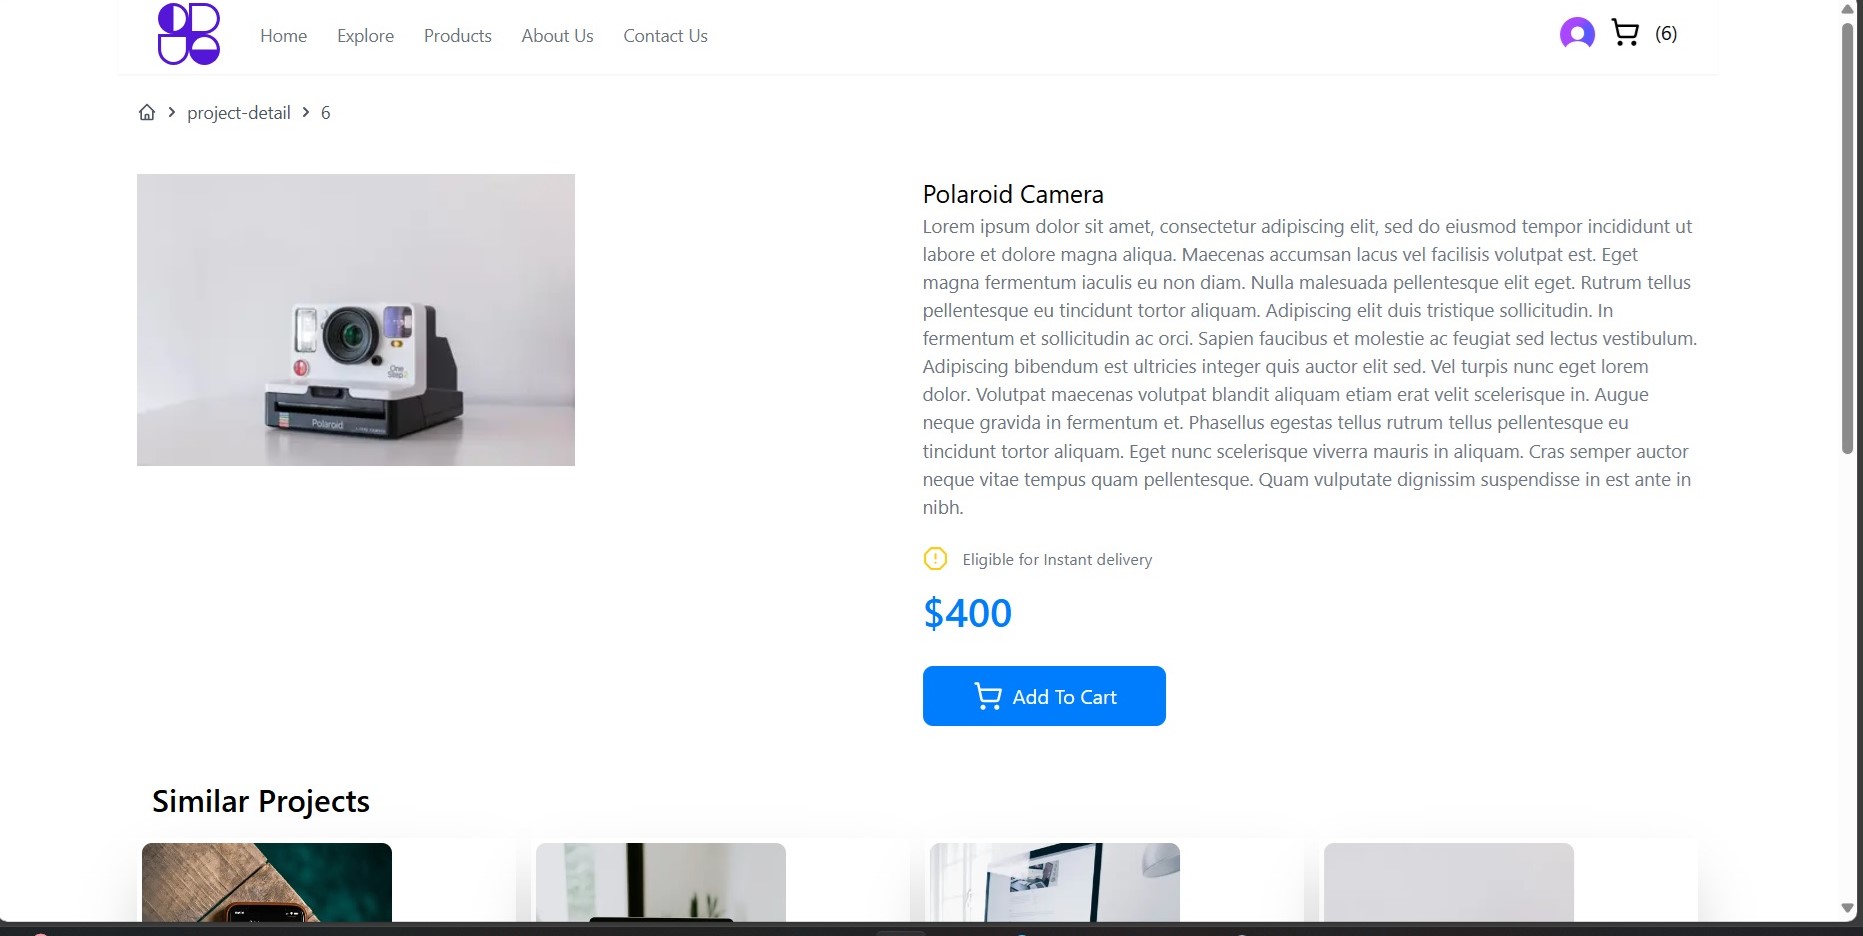 Home Explore Products About Us Contact Us (6)
project-detail 6
Polaroid Camera
Lorem ipsum dolor sit amet, consectetur adipiscing elit, sed do eiusmod tempor incididunt ut
labore et dolore magna aliqua. Maecenas accumsan lacus vel facilisis volutpat est. Eget
magna fermentum iaculis eu non diam. Nulla malesuada pellentesque elit eget. Rutrum tellus
pellentesque eu tincidunt tortor aliquam. Adipiscing elit duis tristique sollicitudin. In
fermentum et sollicitudin ac orci. Sapien faucibus et molestie ac feugiat sed lectus vestibulum.
Adipiscing bibendum est ultricies integer quis auctor elit sed. Vel turpis nunc eget lorem
dolor. Volutpat maecenas volutpat blandit aliquam etiam erat velit scelerisque in. Augue
neque gravida in fermentum et. Phasellus egestas tellus rutrum tellus pellentesque eu
tincidunt tortor aliquam. Eget nunc scelerisque viverra mauris in aliquam. Cras semper auctor
neque vitae tempus quam pellentesque. Quam vulputate dignissim suspendisse in est ante in
nibh.
One
Step
Polaroid
Eligible for Instant delivery
$400
Add To Cart
Similar Projects